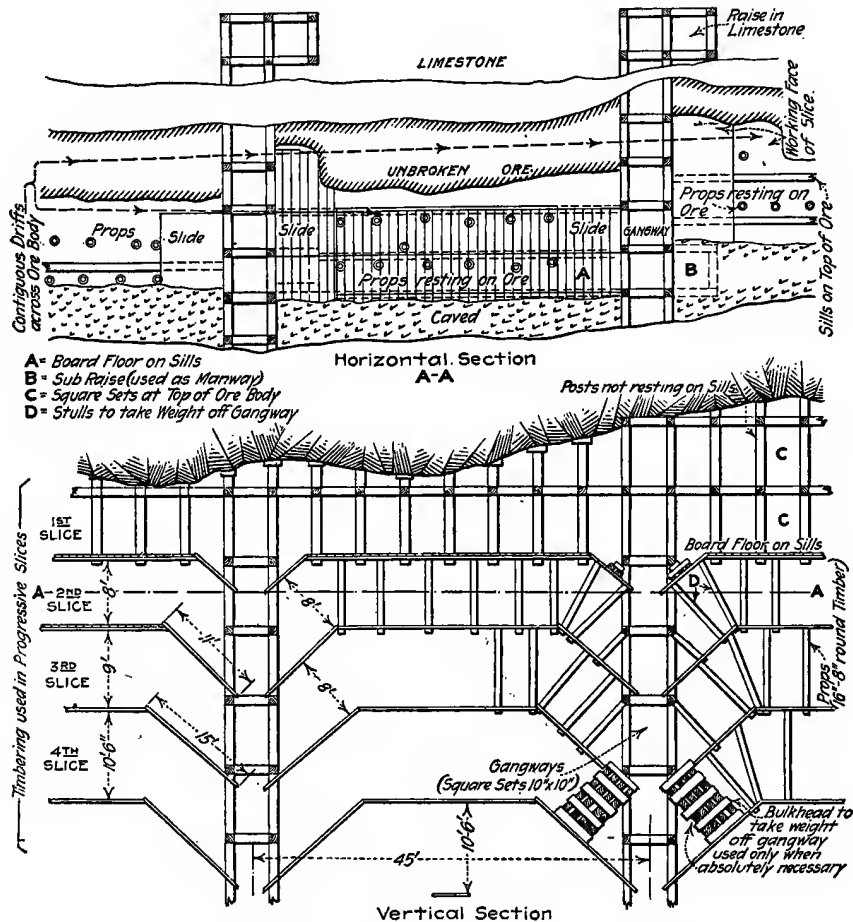 Raise in
Limestone
LIMESTONE
Working Face
of Slice.
UNBROKEN ORE
Contiguous Drifts
across Ore Body
Props
Slide
Slide
Slide
GANGWAY
Props resting on
Ore
Props resting on Ore
A
B
Sills on Top of Ore
Caved
Horizontal Section
A-A
A= Board Floor on Sills
B = Sub Raise (used as Manway)
C = Square Sets at Top of Ore Body
D = Stulls to take Weight off Gangway
Posts not resting on Sills
C
C
Timbering used in Progressive Slices
1ST
SLICE
Board Floor on Sills
A
2ND
SLICE
8'
8'
D
A
3RD
SLICE
9'
11'
8'
Props
(6"-8" round Timber)
4TH
SLICE
10'-6"
15'
Gangways
(Square Sets 10"x10")
Bulkhead to
take weight
off gangway
used only when
absolutely necessary
45'
10'-6"
Vertical Section